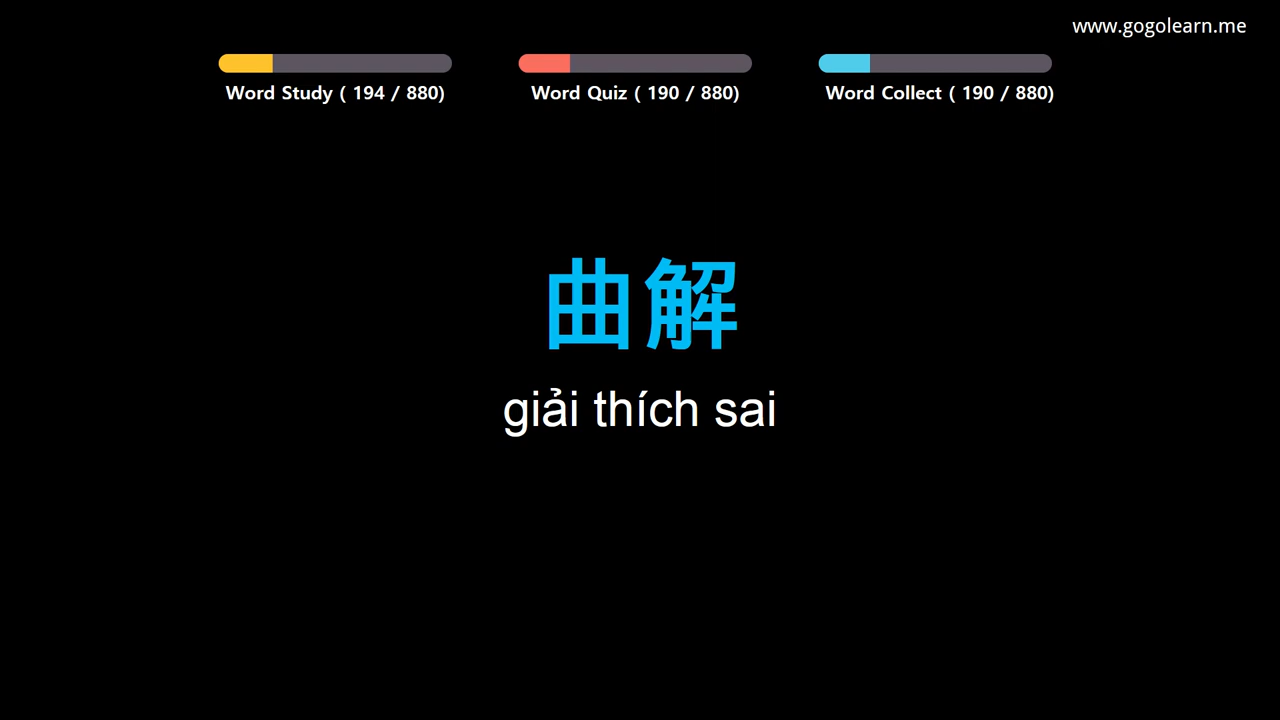 www.gogolearn.me
Word Study ( 194 / 880)
Word Quiz ( 190 / 880)
Word Collect ( 190 / 880)
曲解
giải thích sai